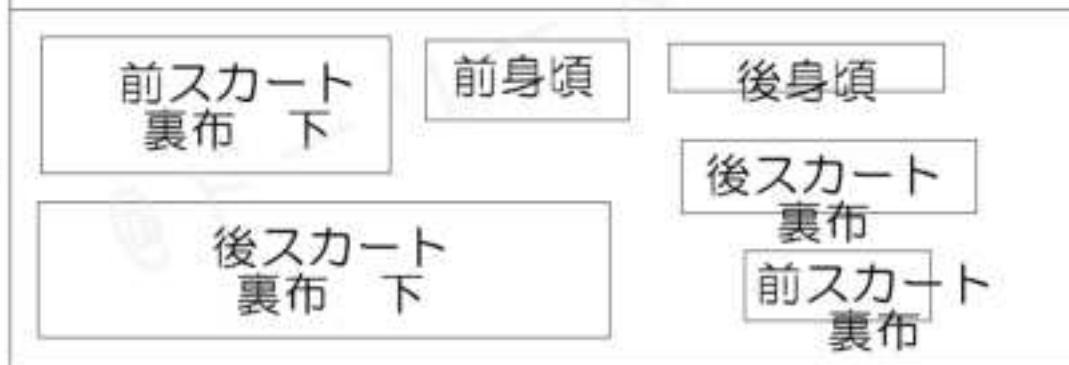 前スカート
裏布 下
前身頃
後身頃
後スカート
裏布
後スカート
裏布 下
前スカート
裏布